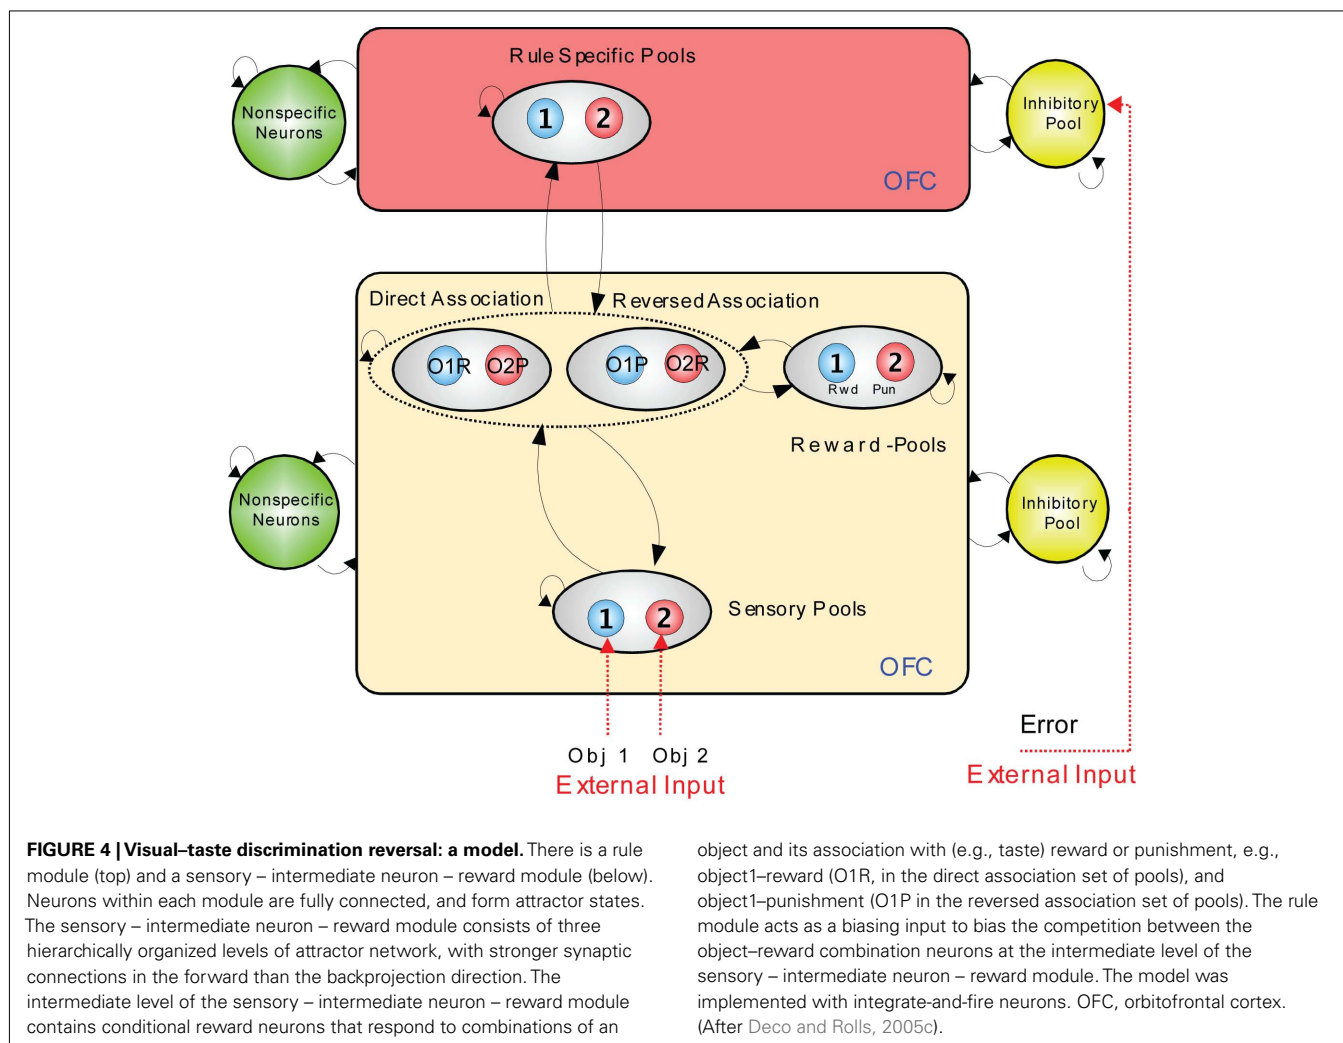 Rule Specific Pools
Nonspecific
Neurons
1 2
Inhibitory
Pool
OFC
Direct Association
Reversed Association
O1R O2P
O1P O2R
1 2
Rwd Pun
Reward -Pools
Nonspecific
Neurons
Inhibitory
Pool
1 2
Sensory Pools
OFC
Obj 1 Obj 2
External Input
Error
External Input
FIGURE 4 | Visual–taste discrimination reversal: a model. There is a rule
module (top) and a sensory – intermediate neuron – reward module (below).
Neurons within each module are fully connected, and form attractor states.
The sensory – intermediate neuron – reward module consists of three
hierarchically organized levels of attractor network, with stronger synaptic
connections in the forward than the backprojection direction. The
intermediate level of the sensory – intermediate neuron – reward module
contains conditional reward neurons that respond to combinations of an
object and its association with (e.g., taste) reward or punishment, e.g.,
object1–reward (O1R, in the direct association set of pools), and
object1–punishment (O1P in the reversed association set of pools). The rule
module acts as a biasing input to bias the competition between the
object–reward combination neurons at the intermediate level of the
sensory – intermediate neuron – reward module. The model was
implemented with integrate-and-fire neurons. OFC, orbitofrontal cortex.
(After Deco and Rolls, 2005c).